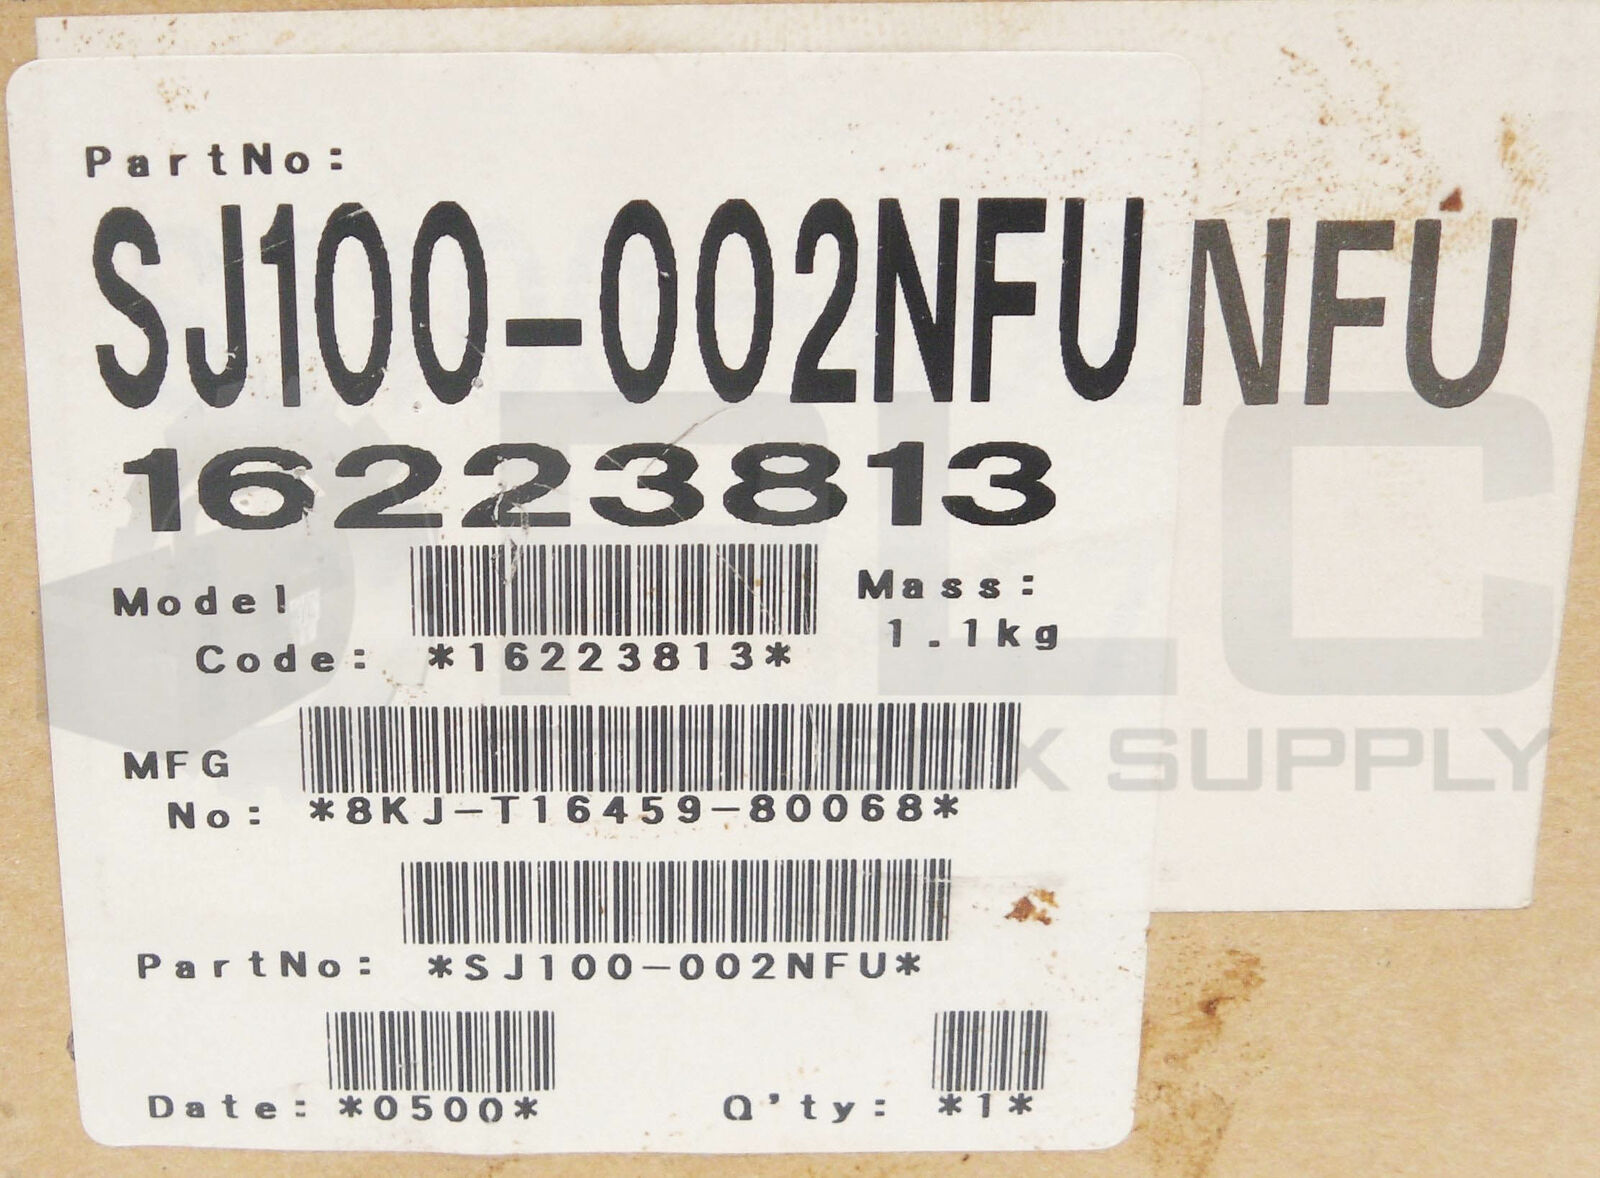 PartNo:
SJ100-002NFU NFU
16223813
Model
Code: *16223813*
Mass:
1.1kg
MFG
No: *8KJ-T16459-80068*
PartNo: *SJ100-002NFU*
Date: *0500*
Q'ty: *1*
PLC
SUPPLY